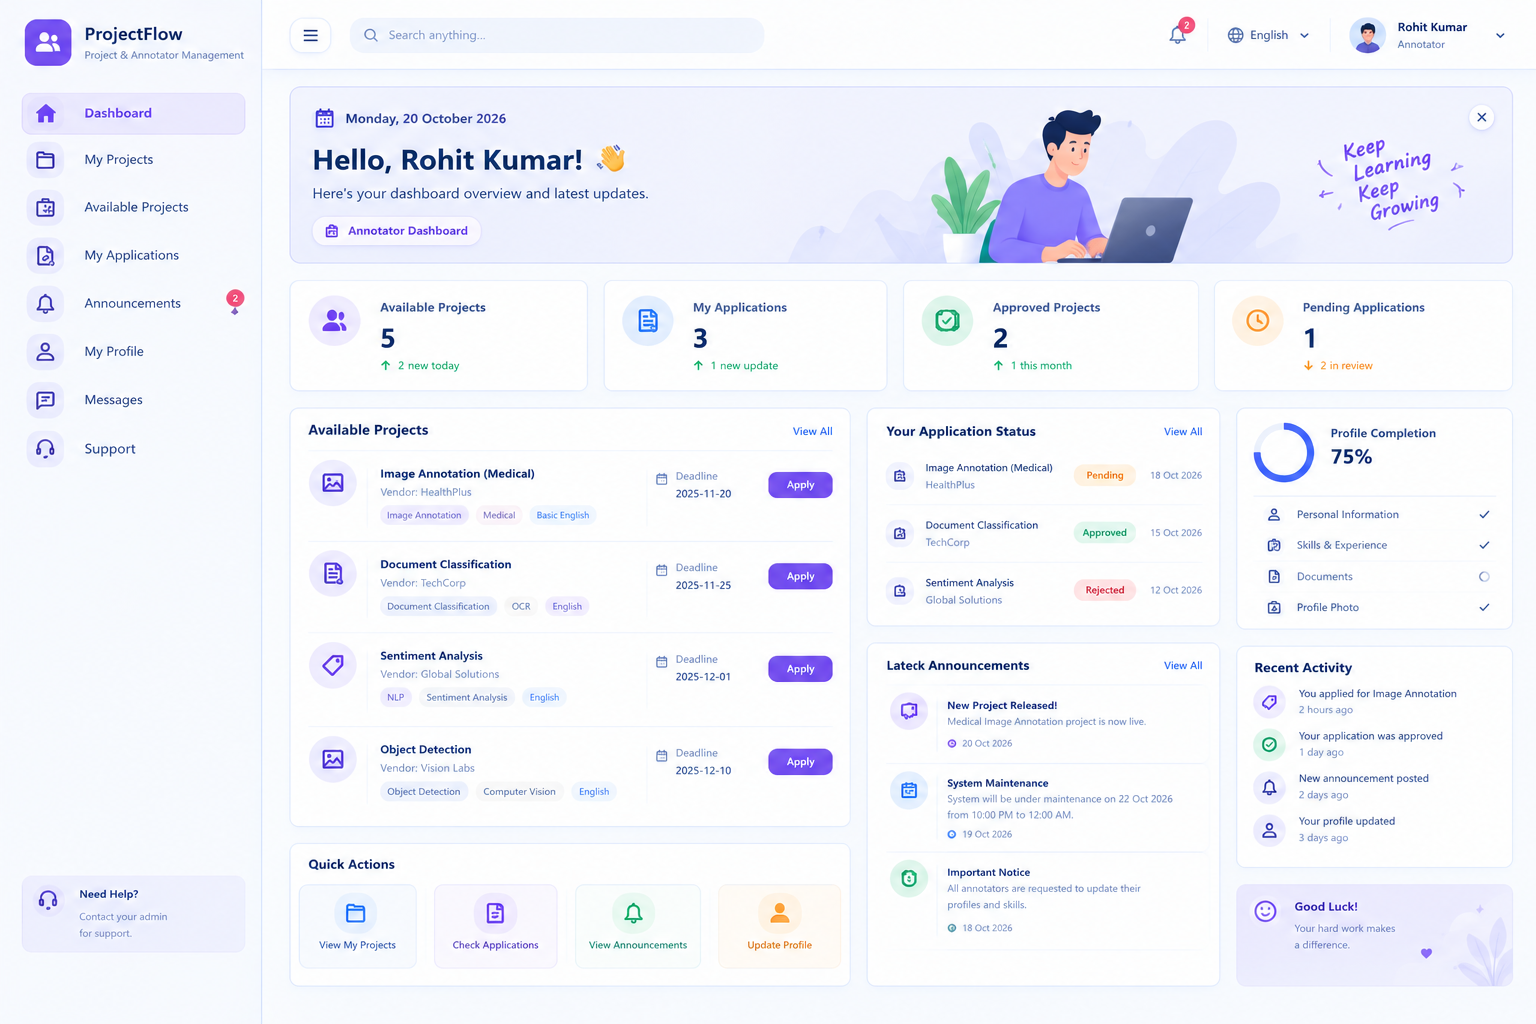 ProjectFlow
Project & Annotator Management
Dashboard
My Projects
Available Projects
My Applications
Announcements
2
My Profile
Messages
Support
Need Help?
Contact your admin
for support.
Search anything...
2
English
Rohit Kumar
Annotator
Monday, 20 October 2026
Hello, Rohit Kumar! 👋
Here's your dashboard overview and latest updates.
Annotator Dashboard
Keep
Learning
Keep
Growing
Available Projects
5
↑ 2 new today
My Applications
3
↑ 1 new update
Approved Projects
2
↑ 1 this month
Pending Applications
1
↓ 2 in review
Available Projects
View All
Image Annotation (Medical)
Vendor: HealthPlus
Image Annotation
Medical
Basic English
Deadline
2025-11-20
Apply
Document Classification
Vendor: TechCorp
Document Classification
OCR
English
Deadline
2025-11-25
Apply
Sentiment Analysis
Vendor: Global Solutions
NLP
Sentiment Analysis
English
Deadline
2025-12-01
Apply
Object Detection
Vendor: Vision Labs
Object Detection
Computer Vision
English
Deadline
2025-12-10
Apply
Quick Actions
View My Projects
Check Applications
View Announcements
Update Profile
Your Application Status
View All
Image Annotation (Medical)
HealthPlus
Pending
18 Oct 2026
Document Classification
TechCorp
Approved
15 Oct 2026
Sentiment Analysis
Global Solutions
Rejected
12 Oct 2026
Lateck Announcements
View All
New Project Released!
Medical Image Annotation project is now live.
20 Oct 2026
System Maintenance
System will be under maintenance on 22 Oct 2026
from 10:00 PM to 12:00 AM.
19 Oct 2026
Important Notice
All annotators are requested to update their
profiles and skills.
18 Oct 2026
Profile Completion
75%
Personal Information
Skills & Experience
Documents
Profile Photo
Recent Activity
You applied for Image Annotation
2 hours ago
Your application was approved
1 day ago
New announcement posted
2 days ago
Your profile updated
3 days ago
Good Luck!
Your hard work makes
a difference.